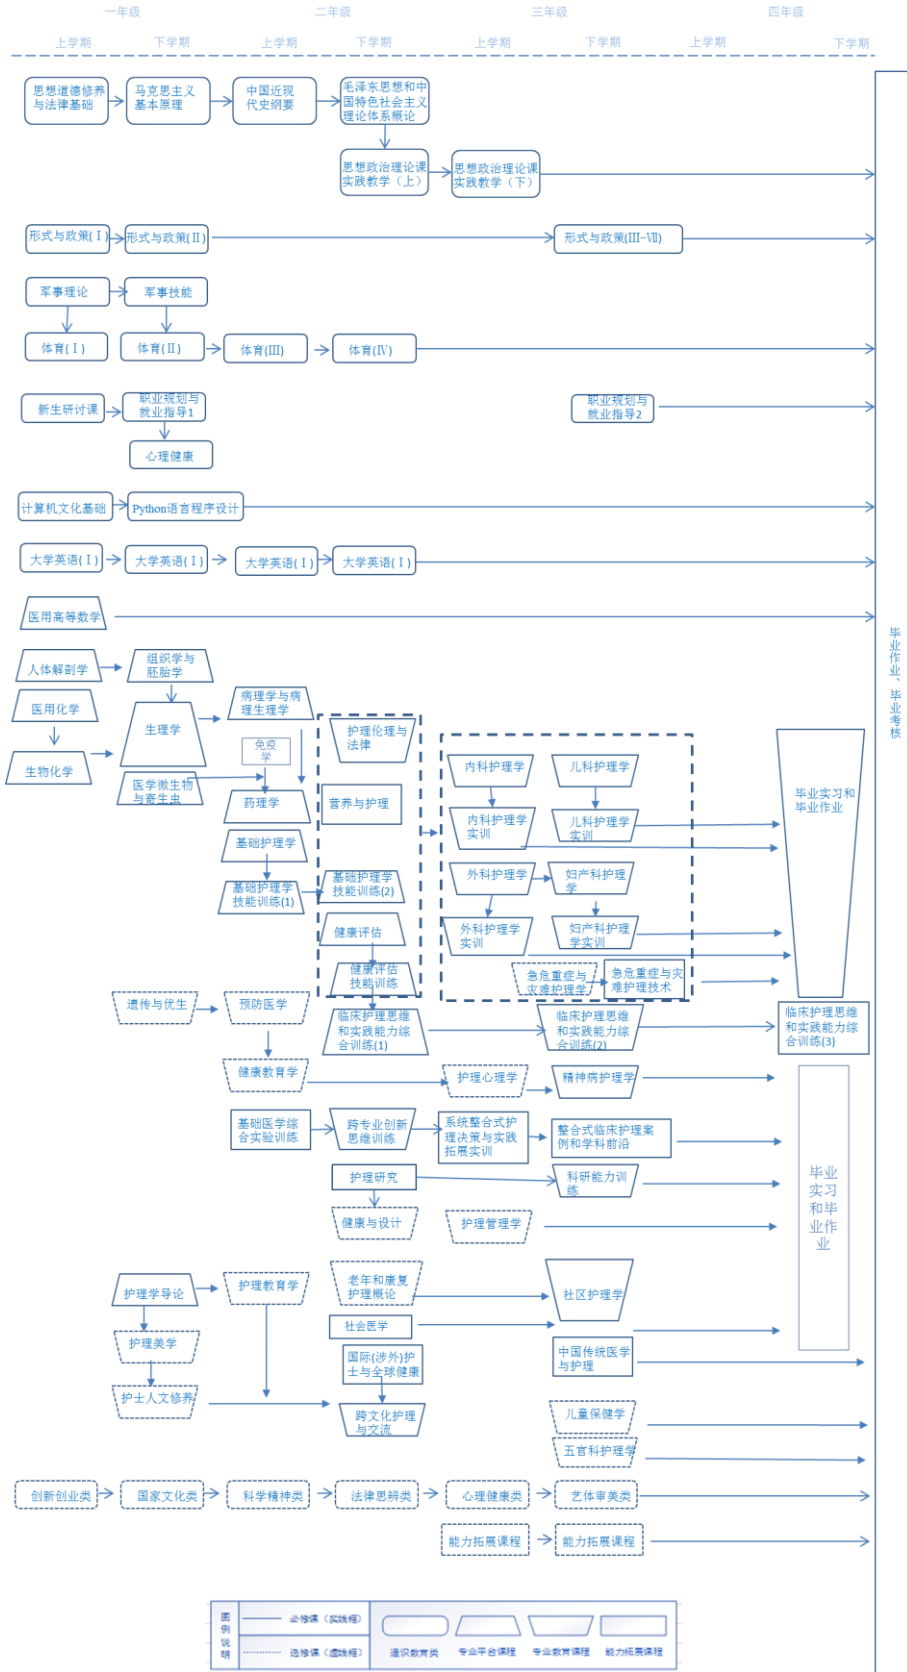 一年级
二年级
三年级
四年级
上学期
下学期
上学期
下学期
上学期
下学期
上学期
下学期
思想道德修养
与法律基础
马克思主义
基本原理
中国近现
代史纲要
毛泽东思想和中
国特色社会主义
理论体系概论
思想政治理论课
实践教学（上）
思想政治理论课
实践教学（下）
形式与政策(Ⅰ)
形式与政策(Ⅱ)
形式与政策(III-Ⅶ)
军事理论
军事技能
体育(Ⅰ)
体育(Ⅱ)
体育(III)
体育(IV)
新生研讨课
职业规划与
就业指导1
职业规划与
就业指导2
心理健康
计算机文化基础
Python语言程序设计
大学英语(Ⅰ)
大学英语(Ⅰ)
大学英语(Ⅰ)
大学英语(Ⅰ)
医用高等数学
毕业作业、毕业考核
人体解剖学
组织学与
胚胎学
医用化学
生理学
病理学与病
理生理学
护理伦理与
法律
免疫
学
生物化学
医学微生物
与寄生虫
药理学
营养与护理
内科护理学
儿科护理学
内科护理学
实训
儿科护理学
实训
毕业实习和
毕业作业
基础护理学
基础护理学
技能训练(1)
基础护理学
技能训练(2)
外科护理学
妇产科护理
学
健康评估
外科护理学
实训
妇产科护理
学实训
健康评估
技能训练
急危重症与
灾难护理学
急危重症与灾
难护理技术
遗传与优生
预防医学
临床护理思维
和实践能力综
合训练(1)
临床护理思维
和实践能力综
合训练(2)
临床护理思维
和实践能力综
合训练(3)
健康教育学
护理心理学
精神病护理学
基础医学综
合实验训练
跨专业创新
思维训练
系统整合式护
理决策与实践
拓展实训
整合式临床护理案
例和学科前沿
护理研究
科研能力训
练
毕业
实习
和毕
业作
业
健康与设计
护理管理学
护理学导论
护理教育学
老年和康复
护理概论
社区护理学
社会医学
护理美学
国际(涉外)护
士与全球健康
中国传统医学
与护理
护士人文修养
跨文化护理
与交流
儿童保健学
五官科护理学
创新创业类
国家文化类
科学精神类
法律思辨类
心理健康类
艺体审美类
能力拓展课程
能力拓展课程
图例说明
必修课（实线框）
选修课（虚线框）
通识教育类
专业平台课程
专业教育课程
能力拓展课程